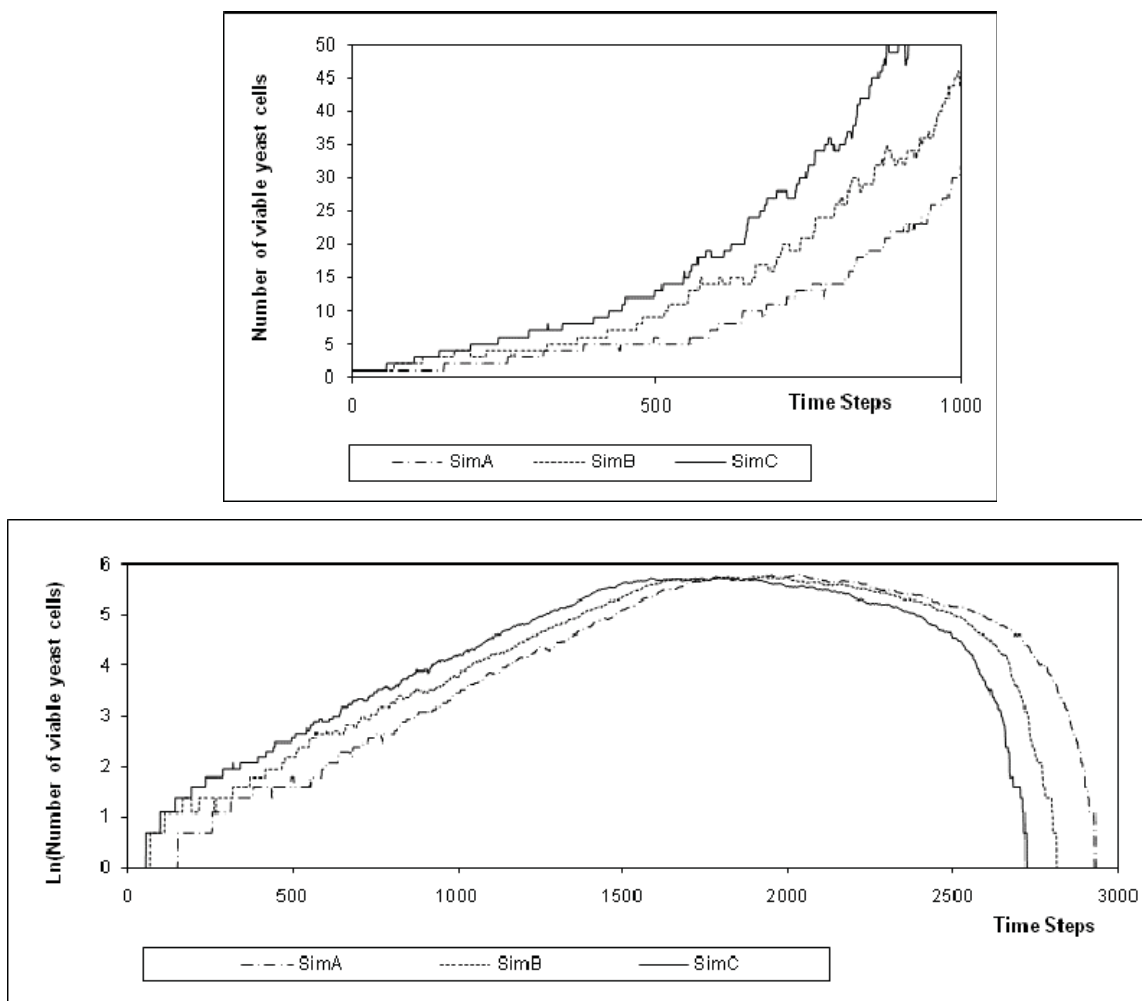 Number of viable yeast cells
50
45
40
35
30
25
20
15
10
5
0
0 500 1000
Time Steps
SimA SimB SimC
Ln(Number of viable yeast cells)
6
5
4
3
2
1
0
0 500 1000 1500 2000 2500 3000
Time Steps
SimA SimB SimC